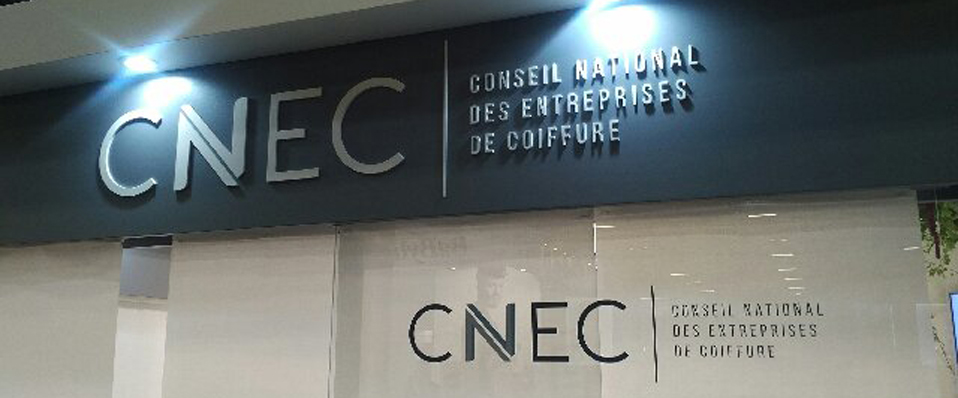 CNEC
CONSEIL NATIONAL
DES ENTREPRISES
DE COIFFURE
CNEC
CONSEIL NATIONAL
DES ENTREPRISES
DE COIFFURE